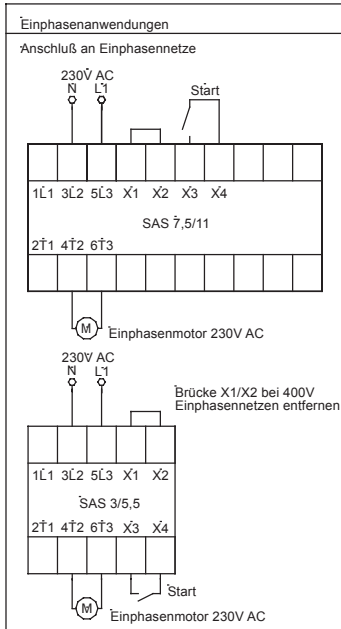 Einphasenanwendungen
Anschluß an Einphasennetze
230V AC
N L1
Start
1L1 3L2 5L3 X1 X2 X3 X4
SAS 7,5/11
2T1 4T2 6T3
M
Einphasenmotor 230V AC
230V AC
N L1
Brücke X1/X2 bei 400V
Einphasennetzen entfernen
1L1 3L2 5L3 X1 X2
SAS 3/5,5
2T1 4T2 6T3 X3 X4
Start
M
Einphasenmotor 230V AC